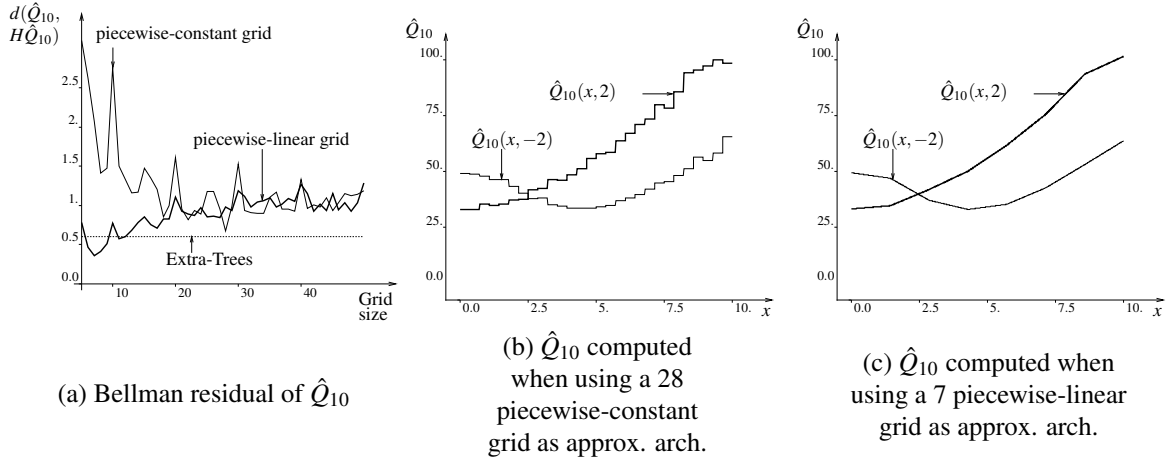 d(Q̂10,
HQ̂10)
piecewise-constant grid
2.5
2.
1.5
piecewise-linear grid
1.
0.5
Extra-Trees
0.0
10
20
30
40
Grid
size
(a) Bellman residual of Q̂10
Q̂10
100.
Q̂10(x,2)
75.
Q̂10(x,−2)
50.
25.
0.0
0.0
2.5
5.
7.5
10.
x
(b) Q̂10 computed
when using a 28
piecewise-constant
grid as approx. arch.
Q̂10
100.
Q̂10(x,2)
75.
Q̂10(x,−2)
50.
25.
0.0
0.0
2.5
5.
7.5
10.
x
(c) Q̂10 computed when
using a 7 piecewise-linear
grid as approx. arch.